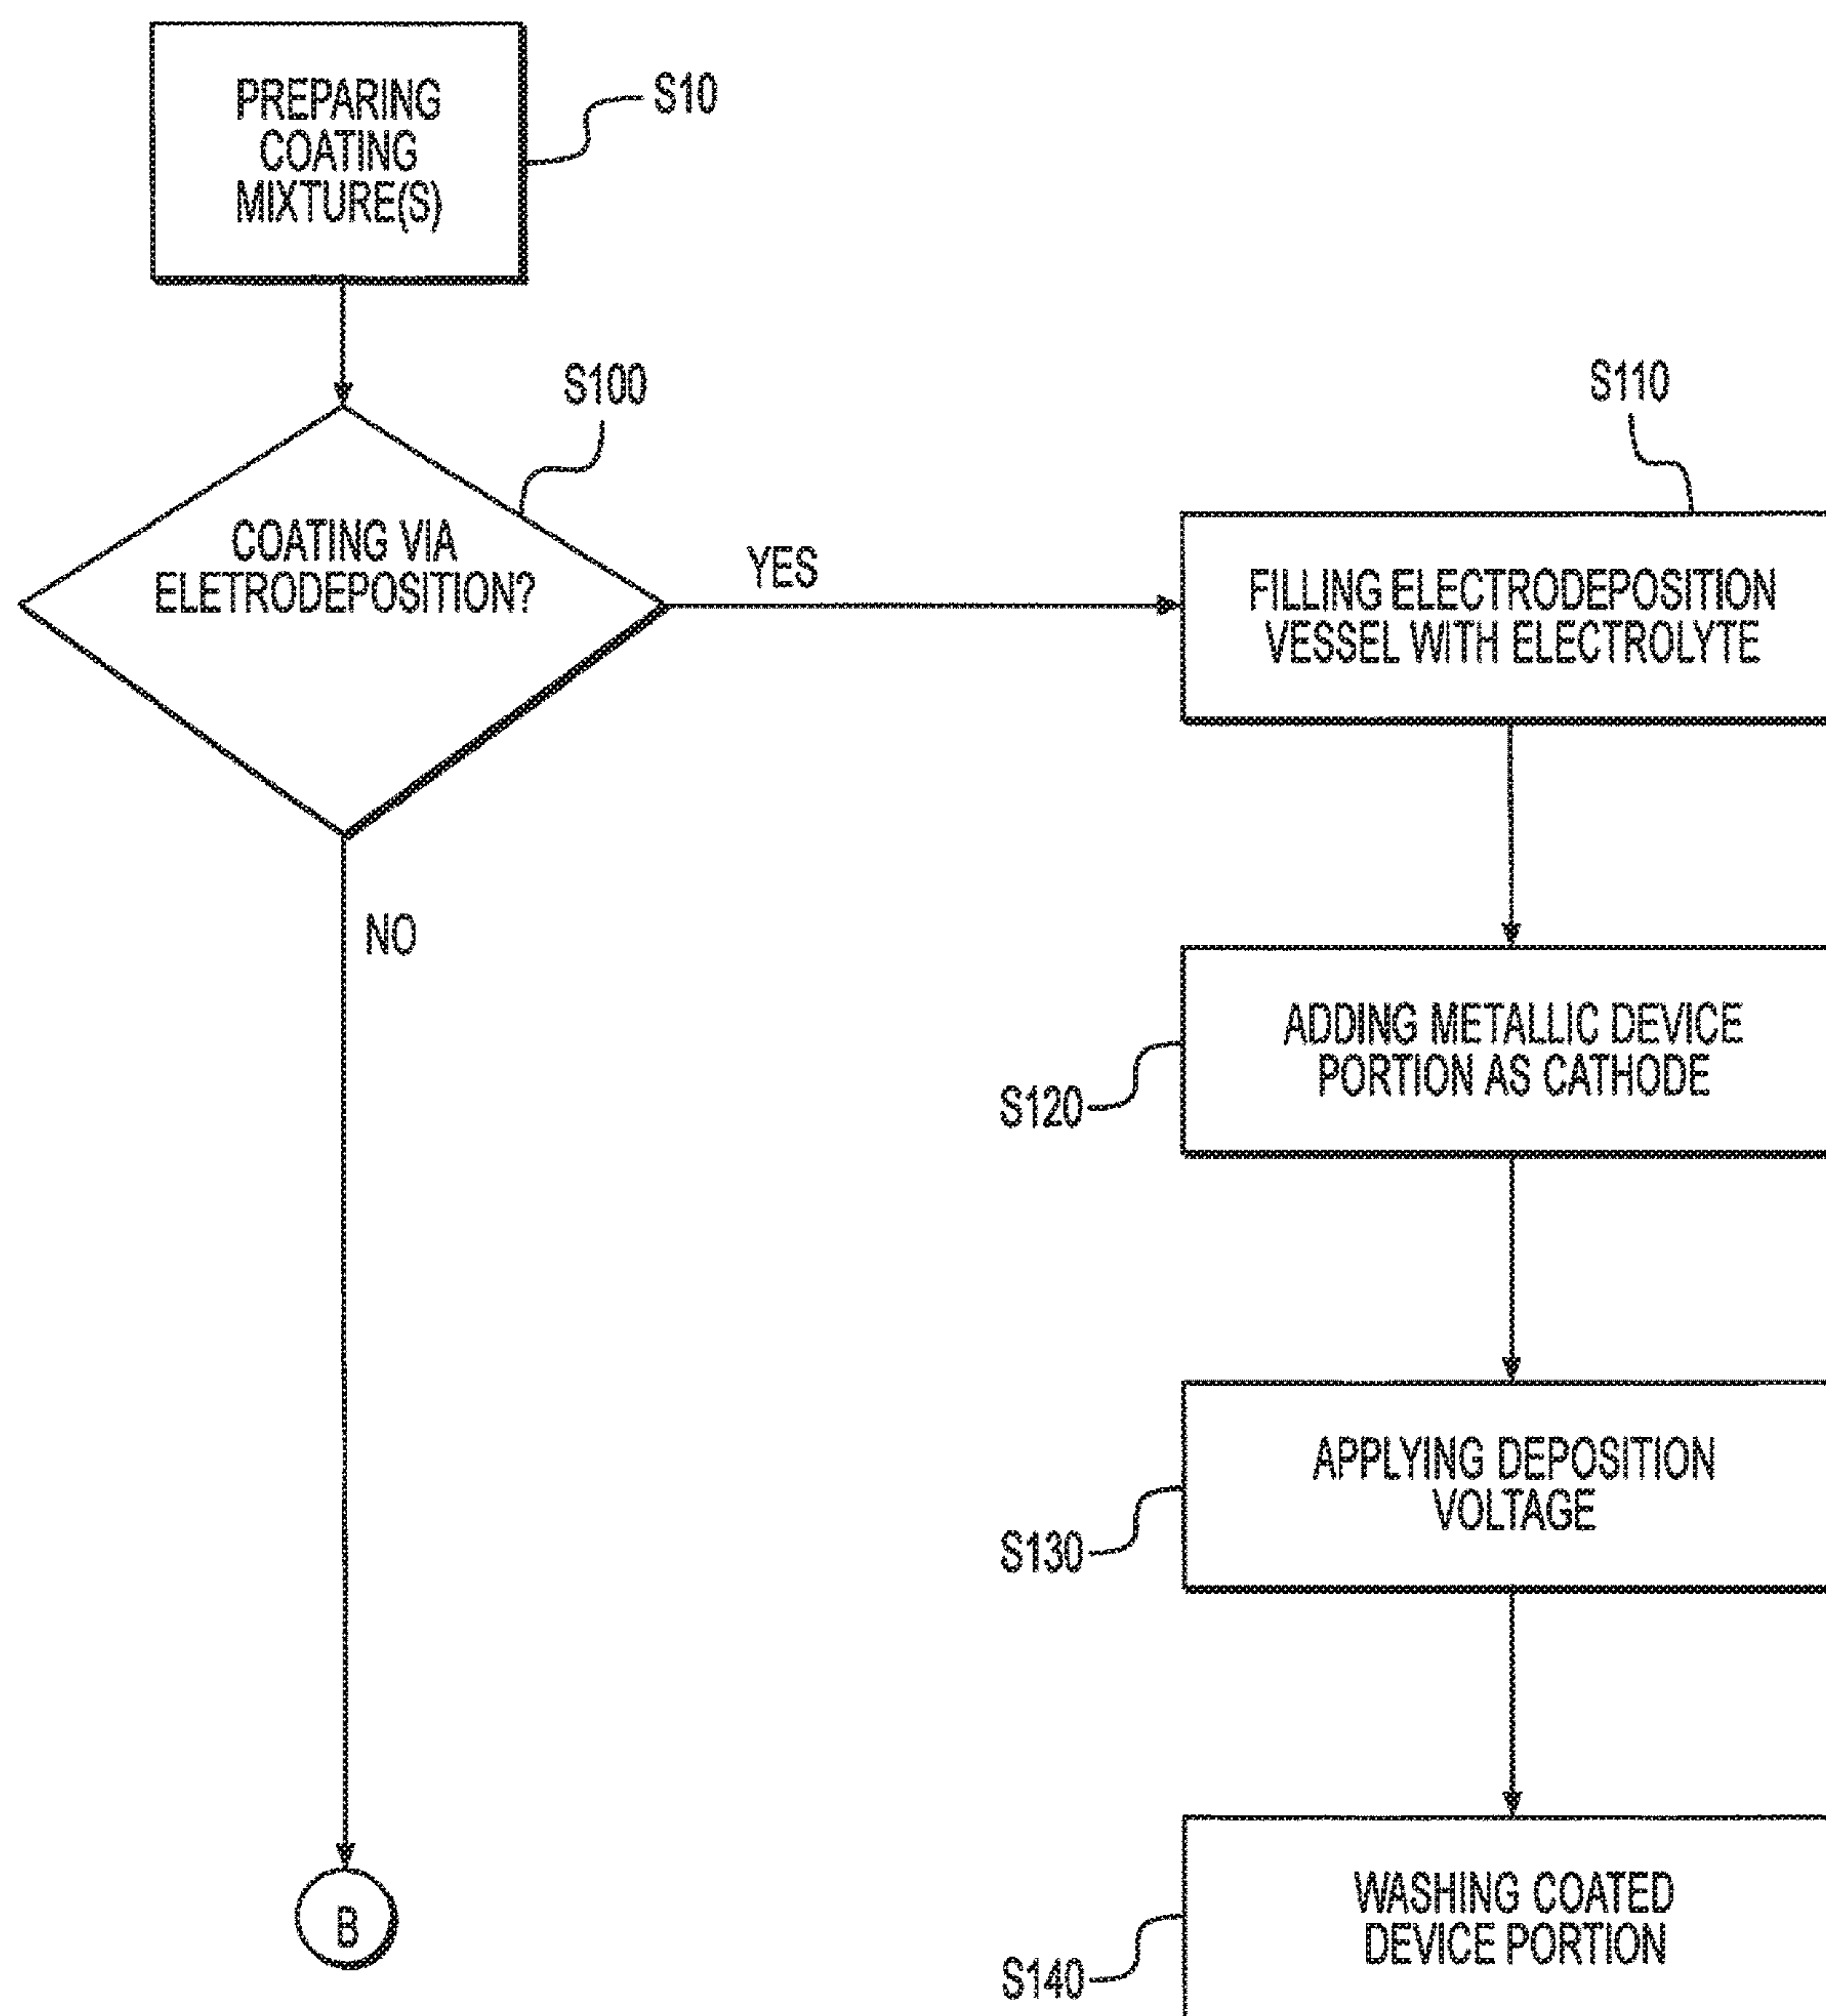 PREPARING
COATING
MIXTURE(S)
S10
S100
COATING VIA
ELETRODEPOSITION?
YES
NO
B
S110
FILLING ELECTRODEPOSITION
VESSEL WITH ELECTROLYTE
ADDING METALLIC DEVICE
PORTION AS CATHODE
S120
APPLYING DEPOSITION
VOLTAGE
S130
WASHING COATED
DEVICE PORTION
S140